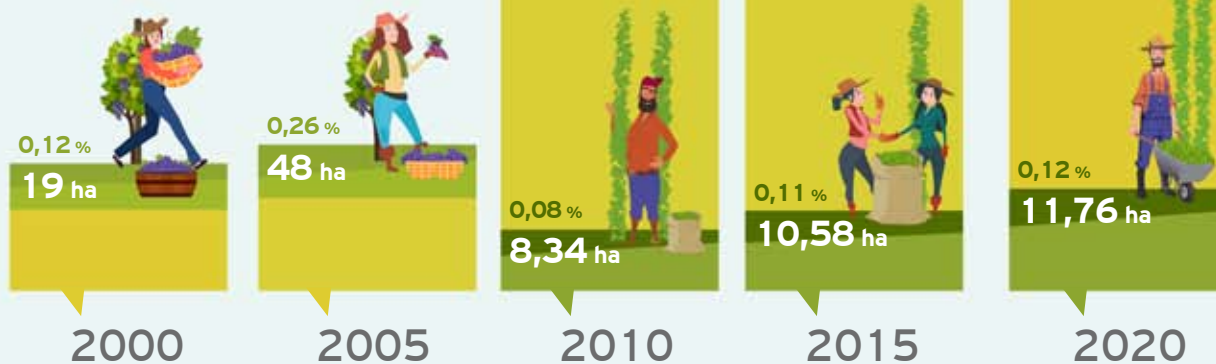 0,12 %
19 ha
0,26 %
48 ha
0,08 %
8,34 ha
0,11 %
10,58 ha
0,12 %
11,76 ha
2000
2005
2010
2015
2020